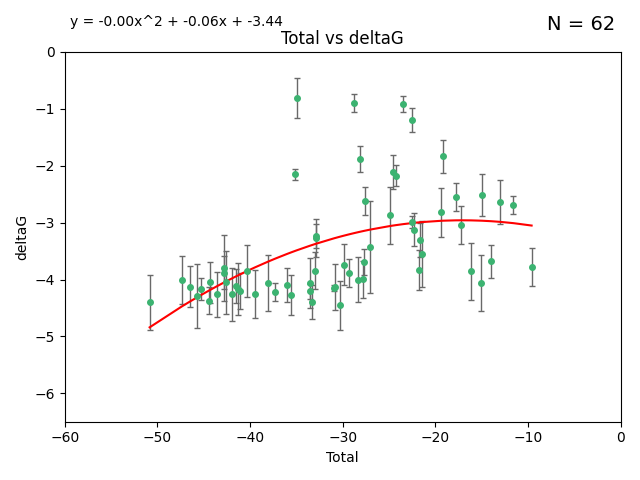 y = -0.00x^2 + -0.06x + -3.44
N = 62
Total vs deltaG
0
−1
−2
−3
−4
−5
−6
deltaG
−60 −50 −40 −30 −20 −10 0
Total